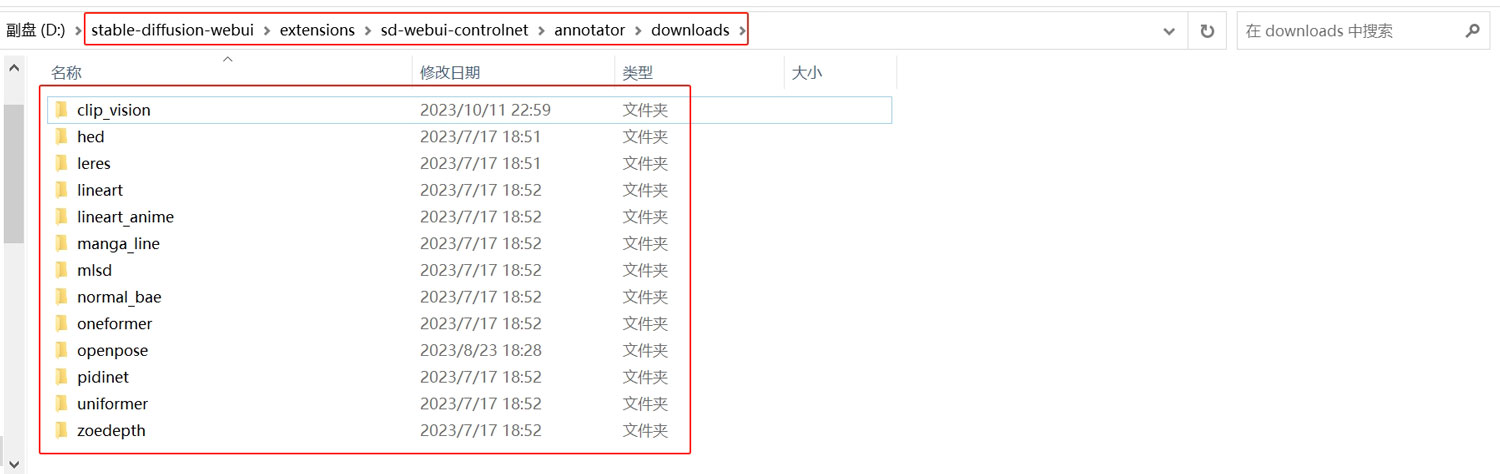 副盘 (D:) > stable-diffusion-webui > extensions > sd-webui-controlnet > annotator > downloads > 在 downloads 中搜索
名称 修改日期 类型 大小
clip_vision 2023/10/11 22:59 文件夹
hed 2023/7/17 18:51 文件夹
leres 2023/7/17 18:51 文件夹
lineart 2023/7/17 18:52 文件夹
lineart_anime 2023/7/17 18:52 文件夹
manga_line 2023/7/17 18:52 文件夹
mlsd 2023/7/17 18:52 文件夹
normal_bae 2023/7/17 18:52 文件夹
oneformer 2023/7/17 18:52 文件夹
openpose 2023/8/23 18:28 文件夹
pidinet 2023/7/17 18:52 文件夹
uniformer 2023/7/17 18:52 文件夹
zoedepth 2023/7/17 18:52 文件夹